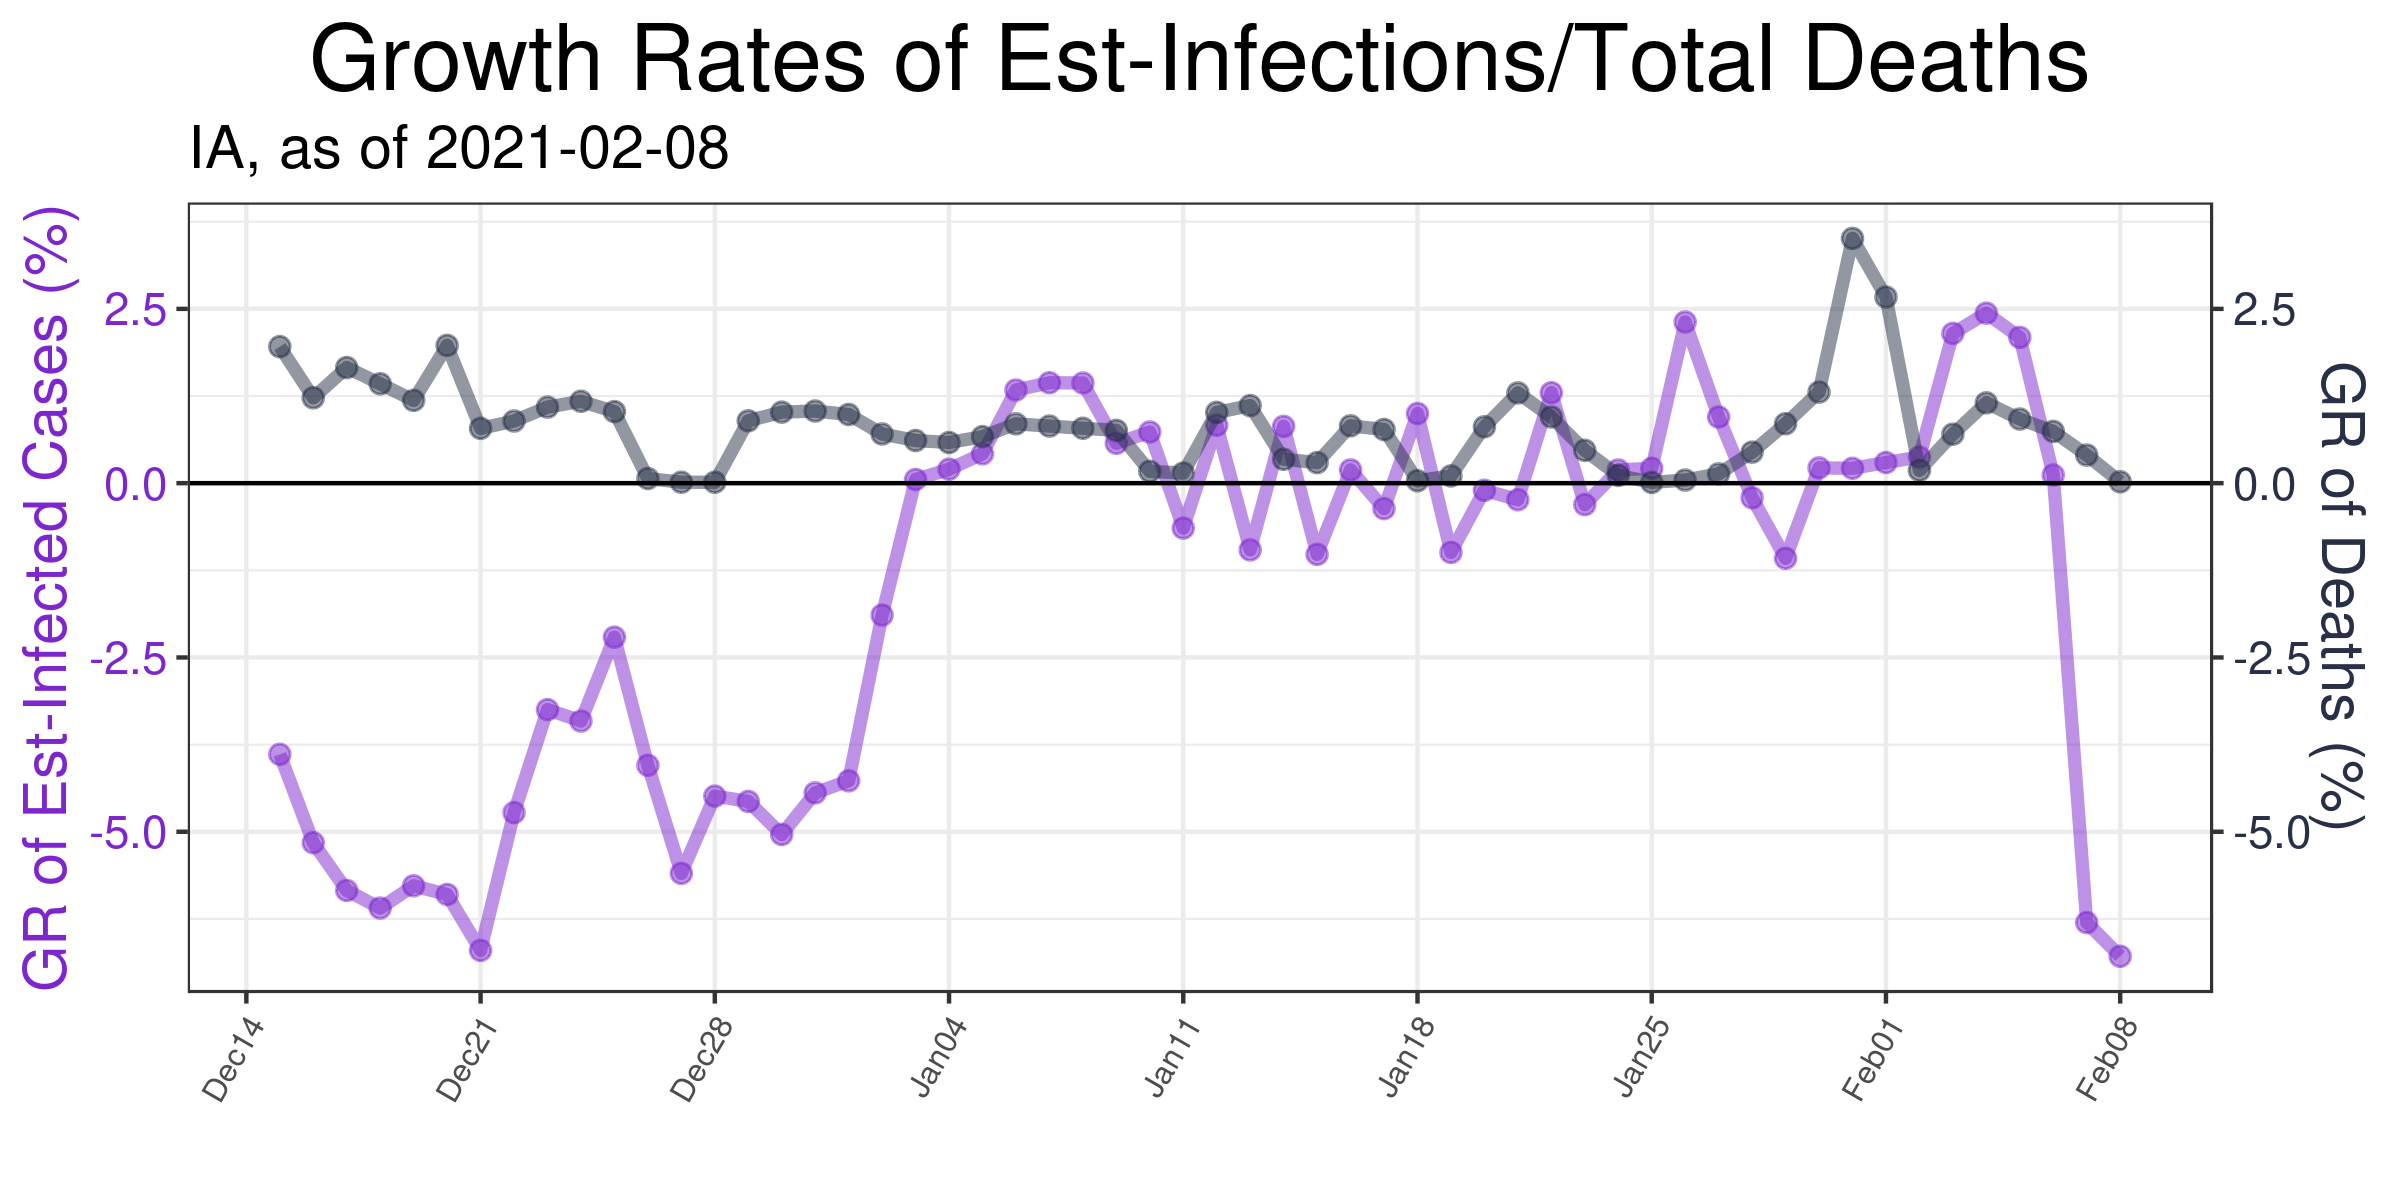 Growth Rates of Est-Infections/Total Deaths
IA, as of 2021-02-08
GR of Est-Infected Cases (%)
2.5
0.0
-2.5
-5.0
2.5
0.0
-2.5
-5.0
GR of Deaths (%)
Dec14
Dec21
Dec28
Jan04
Jan11
Jan18
Jan25
Feb01
Feb08